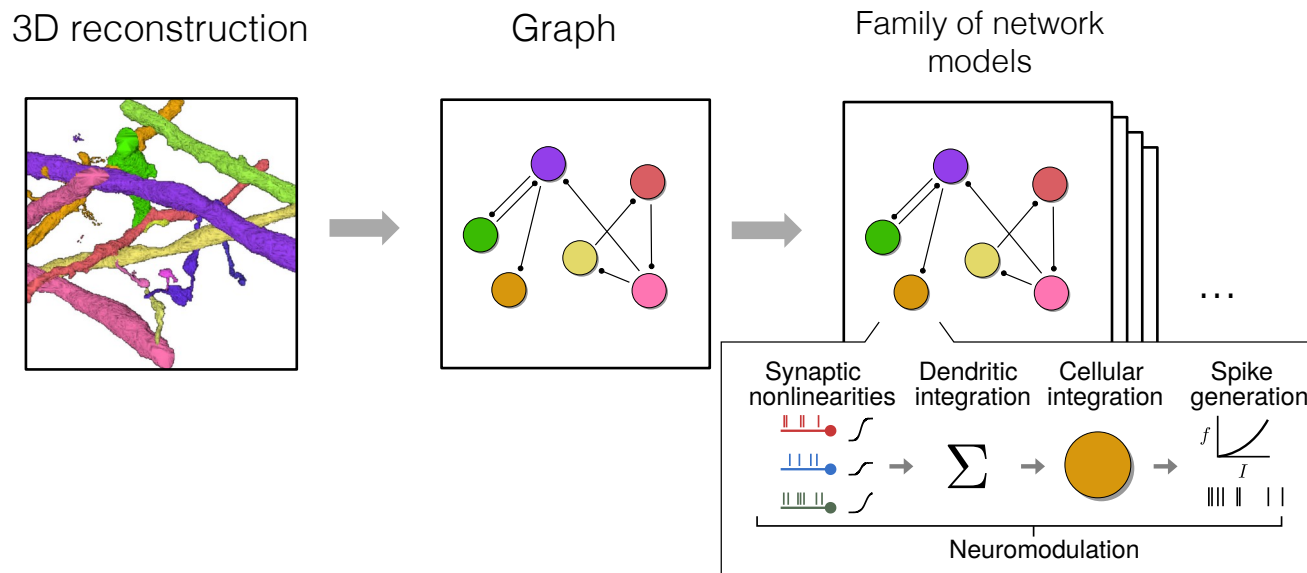 3D reconstruction
Graph
Family of network
models
...
Synaptic
nonlinearities
Dendritic
integration
Cellular
integration
Spike
generation
∑
f
I
Neuromodulation